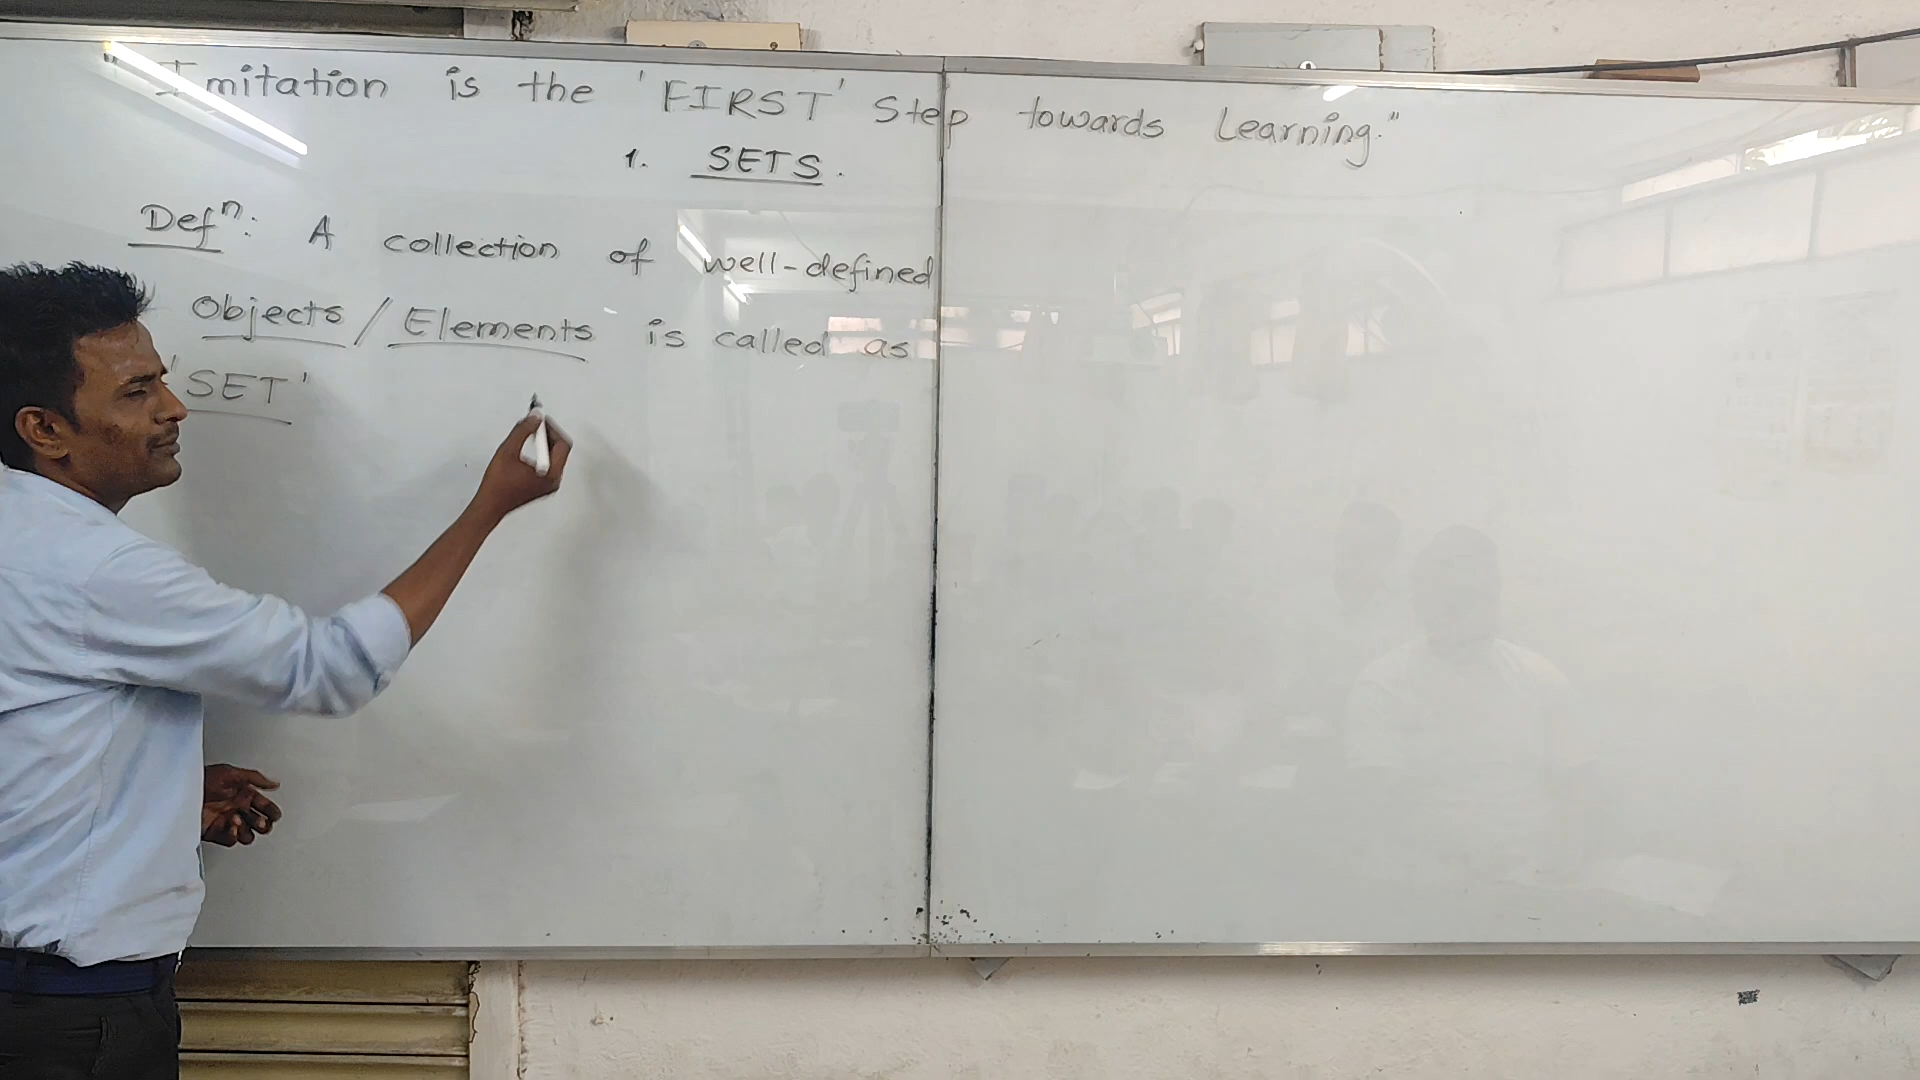 "Imitation is the 'FIRST' Step towards Learning."
1. SETS.
Defⁿ: A collection of well-defined
Objects/Elements is called as
'SET'